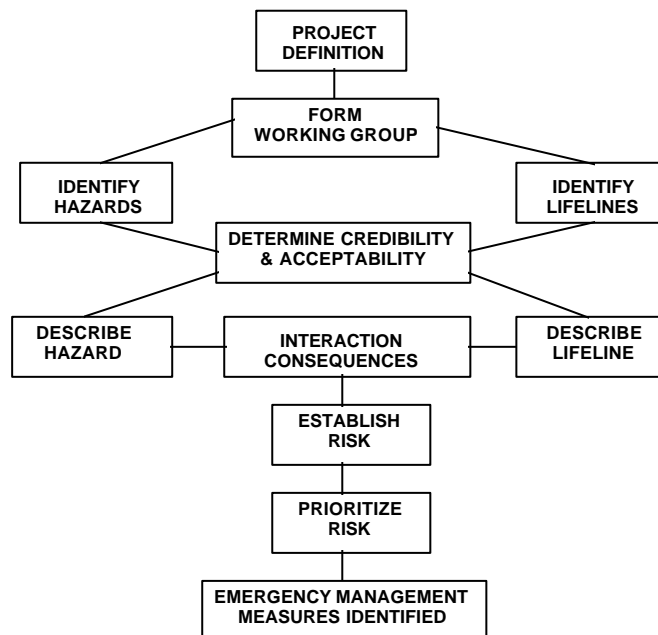 PROJECT
DEFINITION
FORM
WORKING GROUP
IDENTIFY
HAZARDS
IDENTIFY
LIFELINES
DETERMINE CREDIBILITY
& ACCEPTABILITY
DESCRIBE
HAZARD
INTERACTION
CONSEQUENCES
DESCRIBE
LIFELINE
ESTABLISH
RISK
PRIORITIZE
RISK
EMERGENCY MANAGEMENT
MEASURES IDENTIFIED